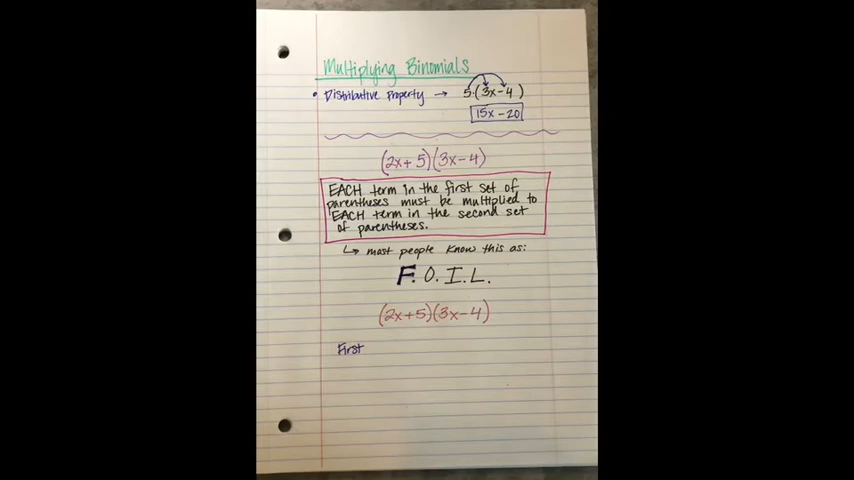 Multiplying Binomials
• Distributive Property → 5·(3x-4)
15x-20
(2x+5)(3x-4)
EACH term in the first set of
parentheses must be multiplied to
EACH term in the second set
of parentheses.
↳ most people know this as:
F.O.I.L.
(2x+5)(3x-4)
First